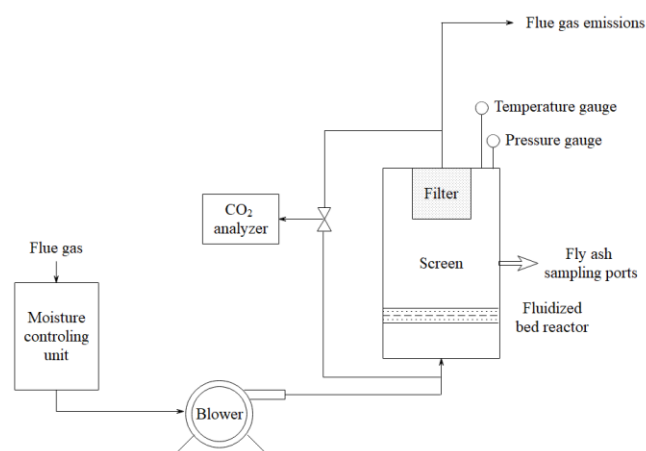 Flue gas emissions
Temperature gauge
Pressure gauge
Filter
CO₂
analyzer
Flue gas
Screen
Fly ash
sampling ports
Moisture
controling
unit
Fluidized
bed reactor
Blower